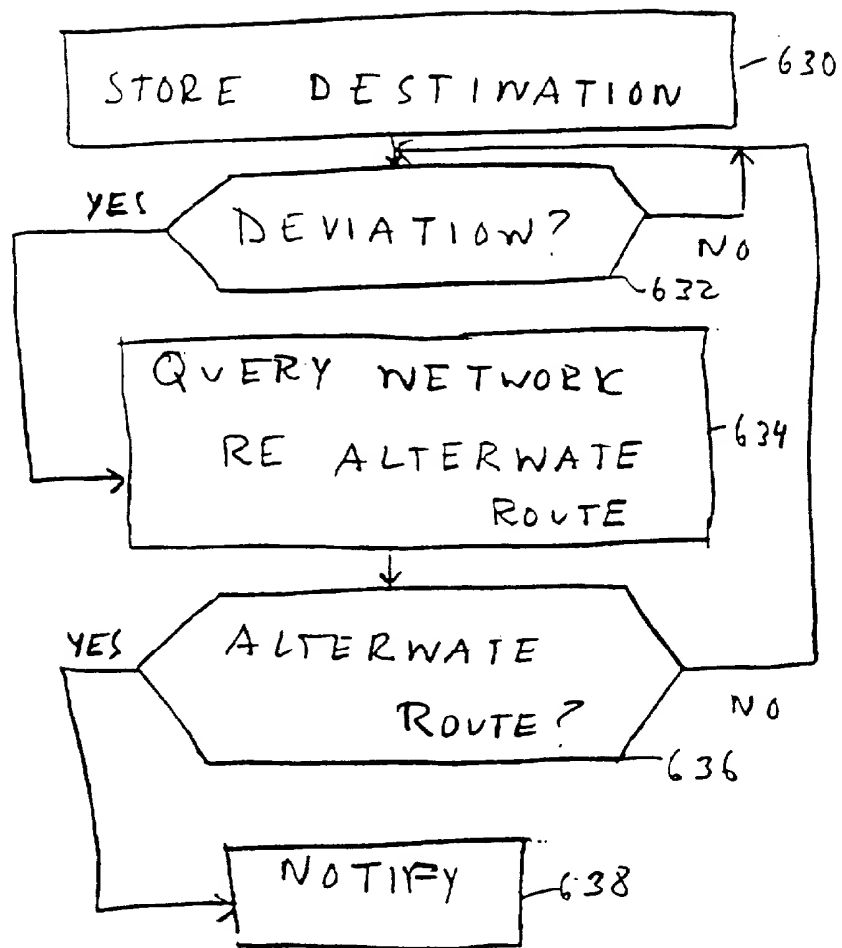 STORE DESTINATION
630
YES
DEVIATION?
NO
632
QUERY NETWORK
RE ALTERNATE
ROUTE
634
YES
ALTERNATE
ROUTE?
NO
636
NOTIFY
638